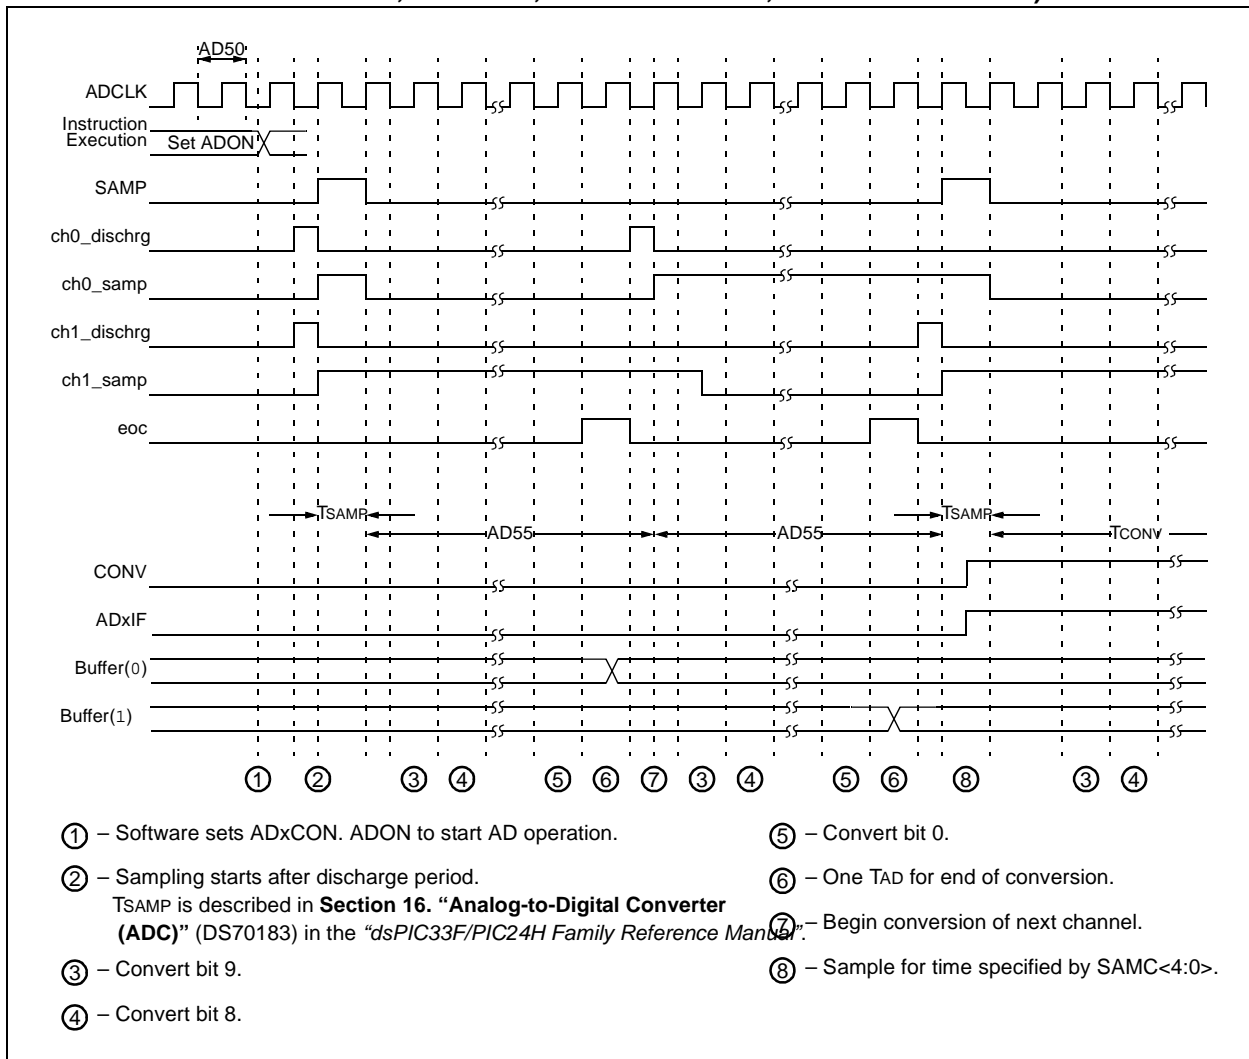 AD50
ADCLK
Instruction
Execution
Set ADON
SAMP
ch0_dischrg
ch0_samp
ch1_dischrg
ch1_samp
eoc
TSAMP
TSAMP
AD55
AD55
TCONV
CONV
ADxIF
Buffer(0)
Buffer(1)
1 2 3 4 5 6 7 3 4 5 6 8 3 4
1 – Software sets ADxCON. ADON to start AD operation.
2 – Sampling starts after discharge period.
TSAMP is described in Section 16. “Analog-to-Digital Converter
(ADC)” (DS70183) in the “dsPIC33F/PIC24H Family Reference Manual”.
3 – Convert bit 9.
4 – Convert bit 8.
5 – Convert bit 0.
6 – One TAD for end of conversion.
7 – Begin conversion of next channel.
8 – Sample for time specified by SAMC<4:0>.